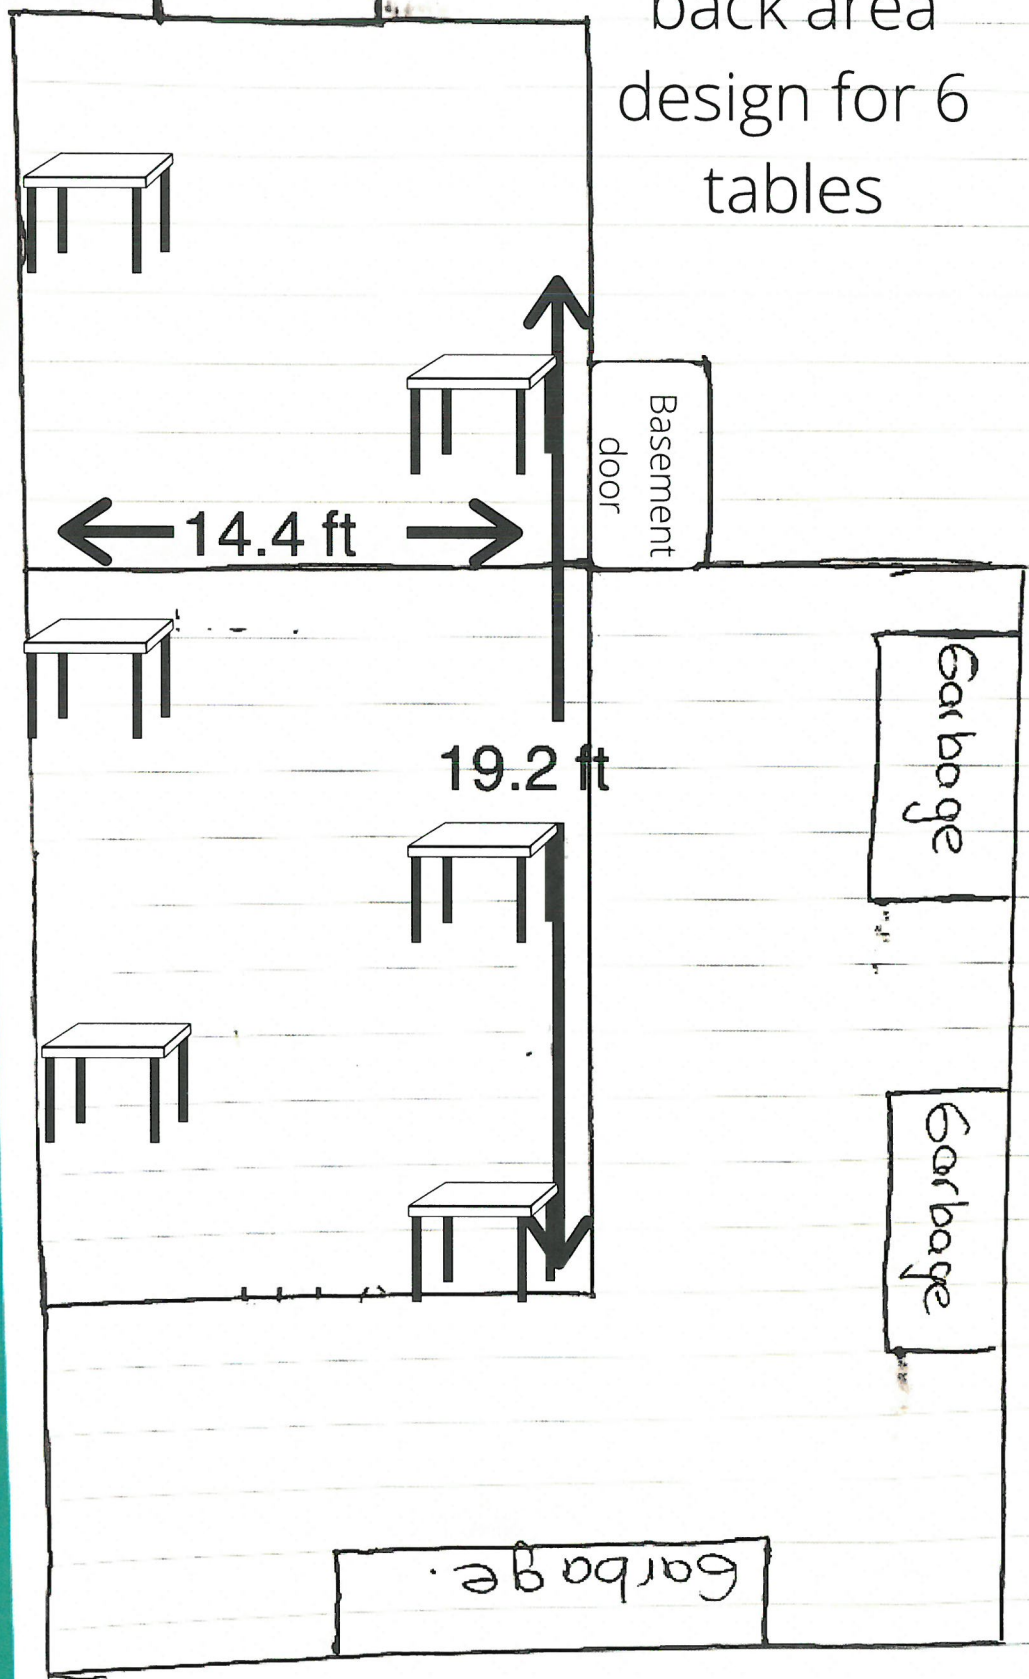 back area
design for 6
tables
Basement
door
14.4 ft
19.2 ft
Garbage
Garbage
Garbage.